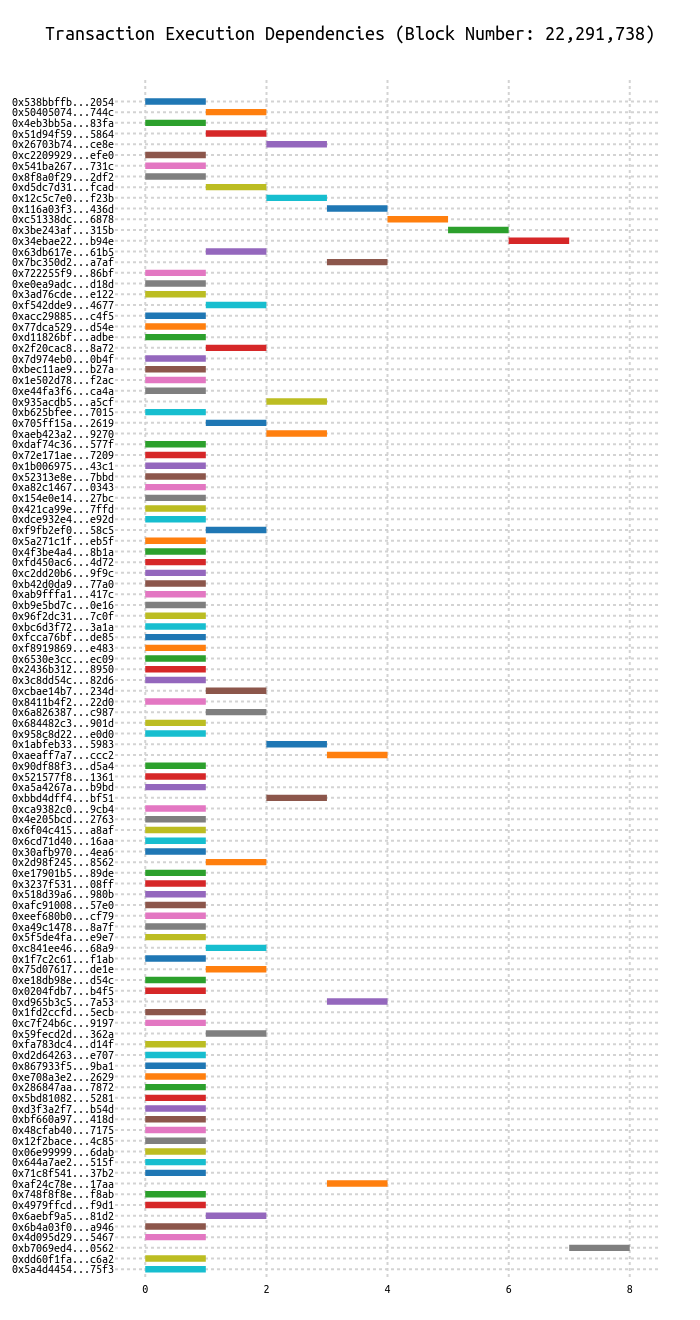 Transaction Execution Dependencies (Block Number: 22,291,738)
0x538bbffb...2054
0x50405074...744c
0x4eb3bb5a...83fa
0x51d94f59...5864
0x26703b74...ce8e
0xc2209929...efe0
0x541ba267...731c
0x8f8a0f29...2df2
0xd5dc7d31...fcad
0x12c5c7e0...f23b
0x116a03f3...436d
0xc51338dc...6878
0x3be243af...315b
0x34ebae22...b94e
0x63db617e...61b5
0x7bc350d2...a7af
0x722255f9...86bf
0xe0ea9adc...d18d
0x3ad76cde...e122
0xf542dde9...4677
0xacc29885...c4f5
0x77dca529...d54e
0xd11826bf...adbe
0x2f20cac8...8a72
0x7d974eb0...0b4f
0xbec11ae9...b27a
0x1e502d78...f2ac
0xe44fa3f6...ca4a
0x935acdb5...a5cf
0xb625bfee...7015
0x705ff15a...2619
0xaeb423a2...9270
0xdaf74c36...577f
0x72e171ae...7209
0x1b006975...43c1
0x52313e8e...7bbd
0xa82c1467...0343
0x154e0e14...27bc
0x421ca99e...7ffd
0xdce932e4...e92d
0xf9fb2ef0...58c5
0x5a271c1f...eb5f
0x4f3be4a4...8b1a
0xfd450ac6...4d72
0xc2dd20b6...9f9c
0xb42d0da9...77a0
0xab9fffa1...417c
0xb9e5bd7c...0e16
0x96f2dc31...7c0f
0xbc6d3f72...3a1a
0xfcca76bf...de85
0xf8919869...e483
0x6530e3cc...ec09
0x2436b312...8950
0x3c8dd54c...82d6
0xcbae14b7...234d
0x8411b4f2...22d0
0x6a826387...c987
0x684482c3...901d
0x958c8d22...e0d0
0x1abfeb33...5983
0xaeaff7a7...ccc2
0x90df88f3...d5a4
0x521577f8...1361
0xa5a4267a...b9bd
0xbbd4dff4...bf51
0xca9382c0...9cb4
0x4e205bcd...2763
0x6f04c415...a8af
0x6cd71d40...16aa
0x30afb970...4ea6
0x2d98f245...8562
0xe17901b5...89de
0x3237f531...08ff
0x518d39a6...980b
0xafc91008...57e0
0xeef680b0...cf79
0xa49c1478...8a7f
0x5f5de4fa...e9e7
0xc841ee46...68a9
0x1f7c2c61...f1ab
0x75d07617...de1e
0xe18db98e...d54c
0x0204fdb7...b4f5
0xd965b3c5...7a53
0x1fd2ccfd...5ecb
0xc7f24b6c...9197
0x59fecd2d...362a
0xfa783dc4...d14f
0xd2d64263...e707
0x867933f5...9ba1
0xe708a3e2...2629
0x286847aa...7872
0x5bd81082...5281
0xd3f3a2f7...b54d
0xbf660a97...418d
0x48cfab40...7175
0x12f2bace...4c85
0x06e99999...6dab
0x644a7ae2...515f
0x71c8f541...37b2
0xaf24c78e...17aa
0x748f8f8e...f8ab
0x4979ffcd...f9d1
0x6aebf9a5...81d2
0x6b4a03f0...a946
0x4d095d29...5467
0xb7069ed4...0562
0xdd60f1fa...c6a2
0x5a4d4454...75f3
0 2 4 6 8